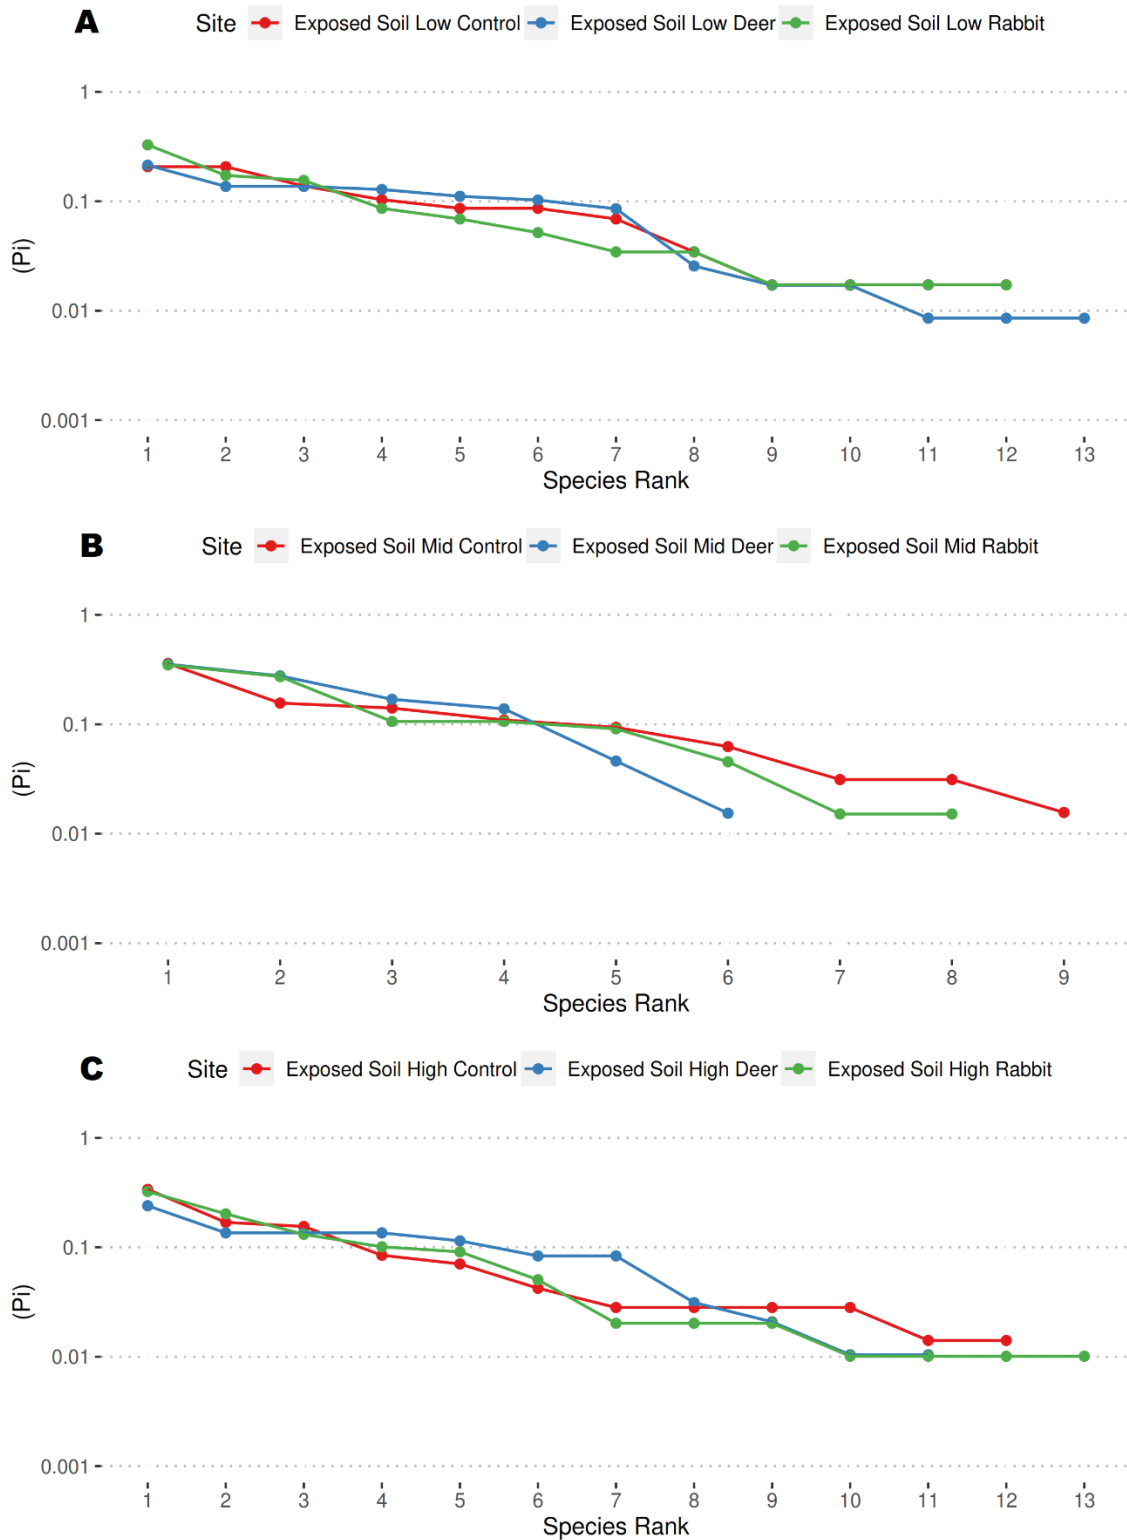 A
Site Exposed Soil Low Control Exposed Soil Low Deer Exposed Soil Low Rabbit
1
0.1
0.01
0.001
(Pi)
1 2 3 4 5 6 7 8 9 10 11 12 13
Species Rank
B
Site Exposed Soil Mid Control Exposed Soil Mid Deer Exposed Soil Mid Rabbit
1
0.1
0.01
0.001
(Pi)
1 2 3 4 5 6 7 8 9
Species Rank
C
Site Exposed Soil High Control Exposed Soil High Deer Exposed Soil High Rabbit
1
0.1
0.01
0.001
(Pi)
1 2 3 4 5 6 7 8 9 10 11 12 13
Species Rank